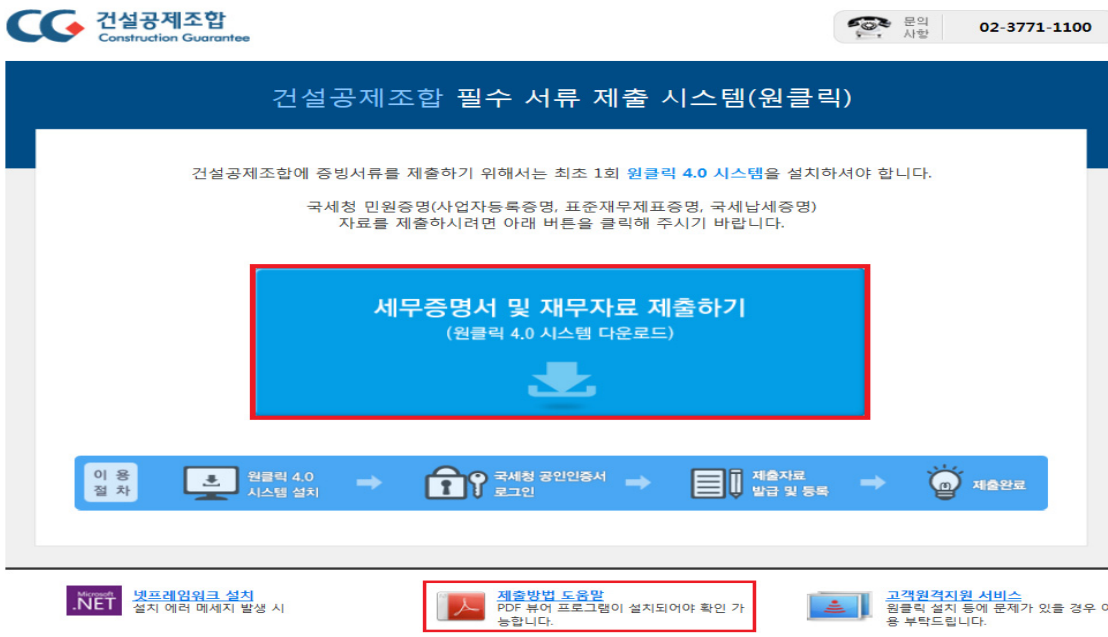 건설공제조합
Construction Guarantee
문의
사항
02-3771-1100
건설공제조합 필수 서류 제출 시스템(원클릭)
건설공제조합에 증빙서류를 제출하기 위해서는 최초 1회 원클릭 4.0 시스템을 설치하셔야 합니다.
국세청 민원증명(사업자등록증명, 표준재무제표증명, 국세납세증명)
자료를 제출하시려면 아래 버튼을 클릭해 주시기 바랍니다.
세무증명서 및 재무자료 제출하기
(원클릭 4.0 시스템 다운로드)
이 용
절 차
원클릭 4.0
시스템 설치
국세청 공인인증서
로그인
제출자료
발급 및 등록
제출완료
Microsoft
.NET
넷프레임워크 설치
설치 에러 메세지 발생 시
제출방법 도움말
PDF 뷰어 프로그램이 설치되어야 확인 가
능합니다.
고객원격지원 서비스
원클릭 설치 등에 문제가 있을 경우 이
용 부탁드립니다.